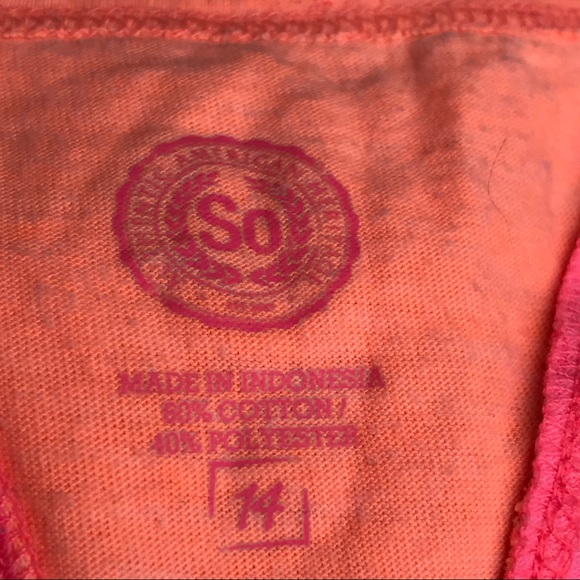 So
MADE IN INDONESIA
60% COTTON/
40% POLYESTER
14